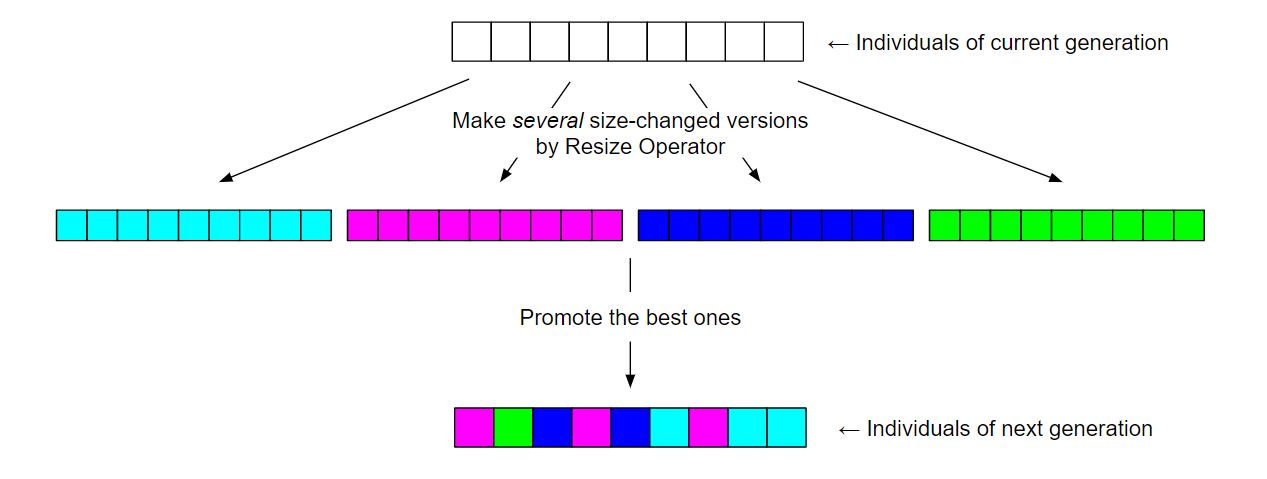 ← Individuals of current generation
Make several size-changed versions
by Resize Operator
Promote the best ones
← Individuals of next generation